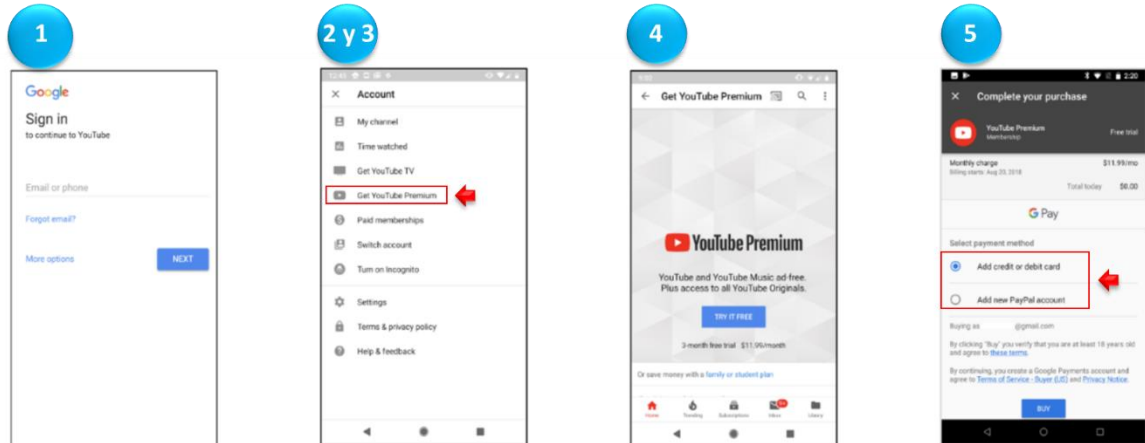 1
Google
Sign in
to continue to YouTube
Email or phone
Forgot email?
More options
NEXT
2 y 3
12:45
Account
My channel
Time watched
Get YouTube TV
Get YouTube Premium
Paid memberships
Switch account
Turn on Incognito
Settings
Terms & privacy policy
Help & feedback
4
Get YouTube Premium
YouTube Premium
YouTube and YouTube Music ad-free.
Plus access to all YouTube Originals.
TRY IT FREE
3-month free trial · $11.99/month
Or save money with a family or student plan
Home Trending Subscriptions Inbox Library
5
2:20
Complete your purchase
YouTube Premium
Membership
Free trial
Monthly charge $11.99/mo
Billing starts: Aug 20, 2018
Total today $0.00
G Pay
Select payment method
Add credit or debit card
Add new PayPal account
Buying as @gmail.com
By clicking "Buy" you verify that you are at least 18 years old
and agree to these terms.
By continuing, you create a Google Payments account and
agree to Terms of Service - Buyer (US) and Privacy Notice.
BUY